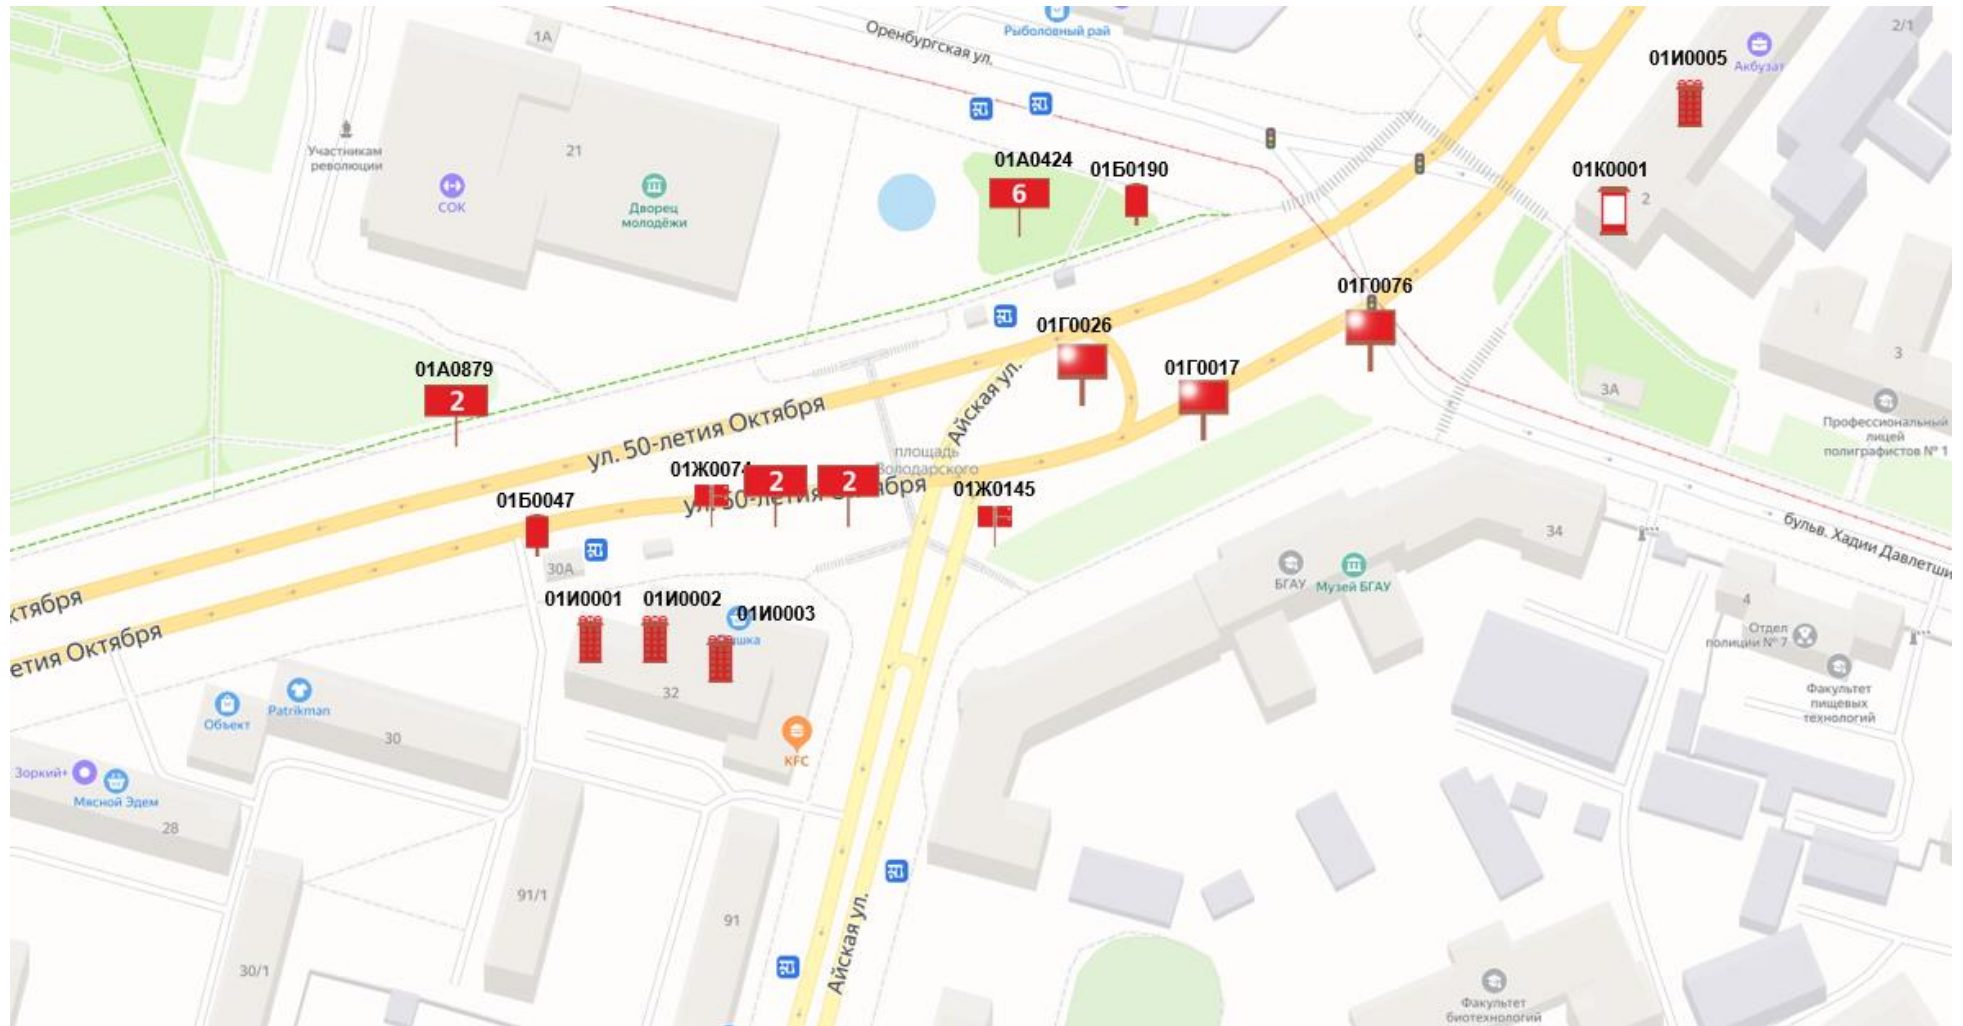 1А
Оренбургская ул.
Рыболовный рай
2/1
01И0005
Акбузат
Участникам
революции
21
СОК
Дворец
молодёжи
01А0424
6
01Б0190
01К0001
2
01Г0076
01Г0026
01Г0017
3
3А
Профессиональный
лицей
полиграфистов № 1
01А0879
2
ул. 50-летия Октября
Айская ул.
площадь
01Ж0074
2
2
01Ж0145
01Б0047
30А
34
бульв. Хадии Давлетши
БГАУ
Музей БГАУ
4
Отдел
полиции № 7
Факультет
пищевых
технологий
ктября
етия Октября
01И0001
01И0002
01И0003
32
KFC
Объект
Patrikman
30
Зоркий+
Мясной Эдем
28
91/1
91
30/1
Айская ул.
Факультет
биотехнологий